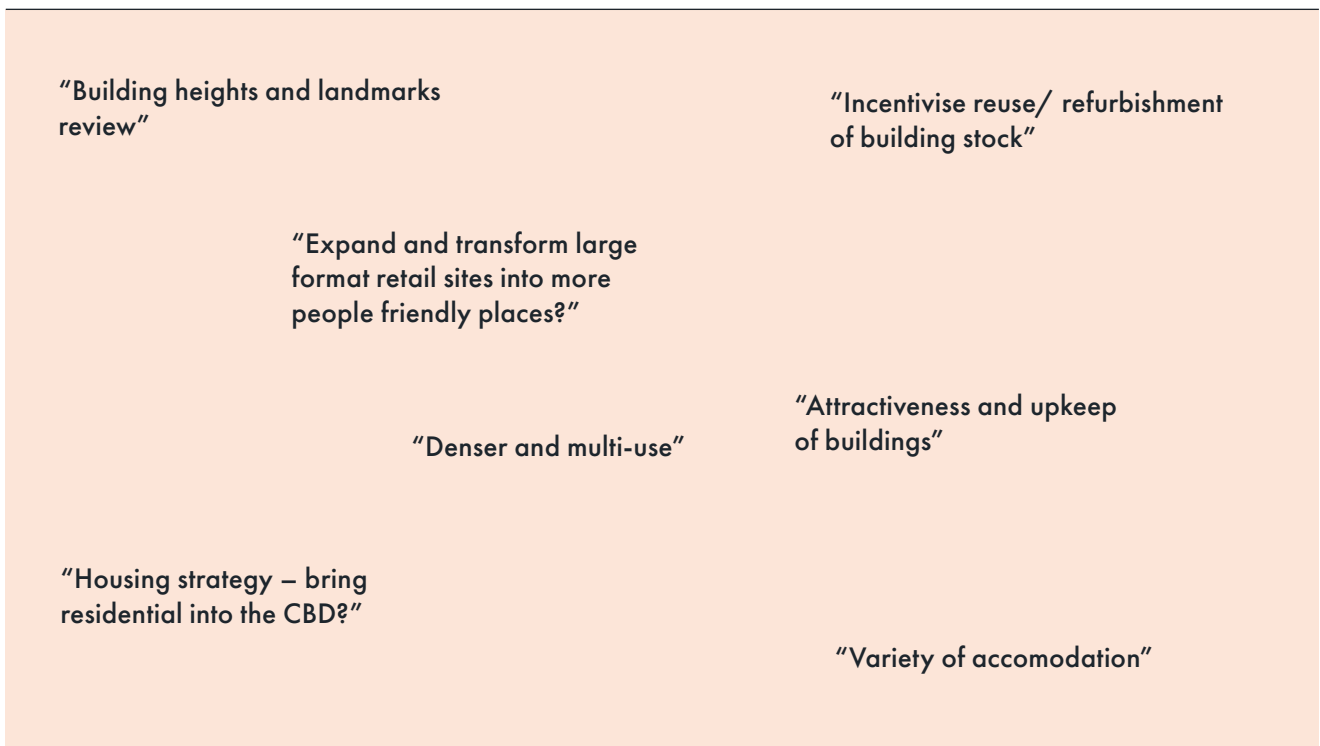 “Building heights and landmarks
review”
“Incentivise reuse/ refurbishment
of building stock”
“Expand and transform large
format retail sites into more
people friendly places?”
“Attractiveness and upkeep
of buildings”
“Denser and multi-use”
“Housing strategy – bring
residential into the CBD?”
“Variety of accomodation”